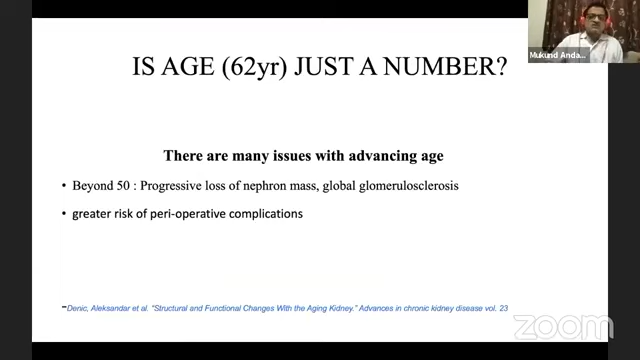 Mukund Anda...
IS AGE (62yr) JUST A NUMBER?
There are many issues with advancing age
• Beyond 50 : Progressive loss of nephron mass, global glomerulosclerosis
• greater risk of peri-operative complications
-Denic, Aleksandar et al. "Structural and Functional Changes With the Aging Kidney." Advances in chronic kidney disease vol. 23
zoom